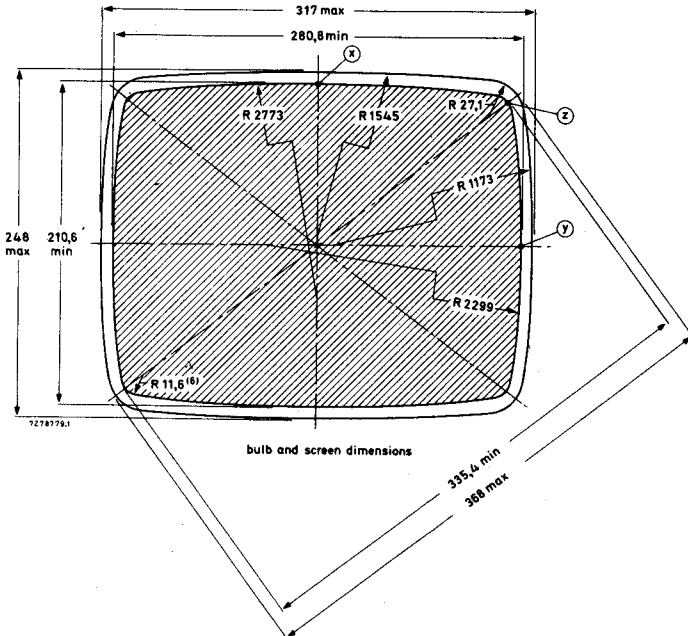 317 max
280,8 min
x
R 2773
R 1545
R 27,1
z
R 1173
248 max
210,6 min
y
R 2299
R 11,6 (6)
7Z78779.1
bulb and screen dimensions
335,4 min
368 max